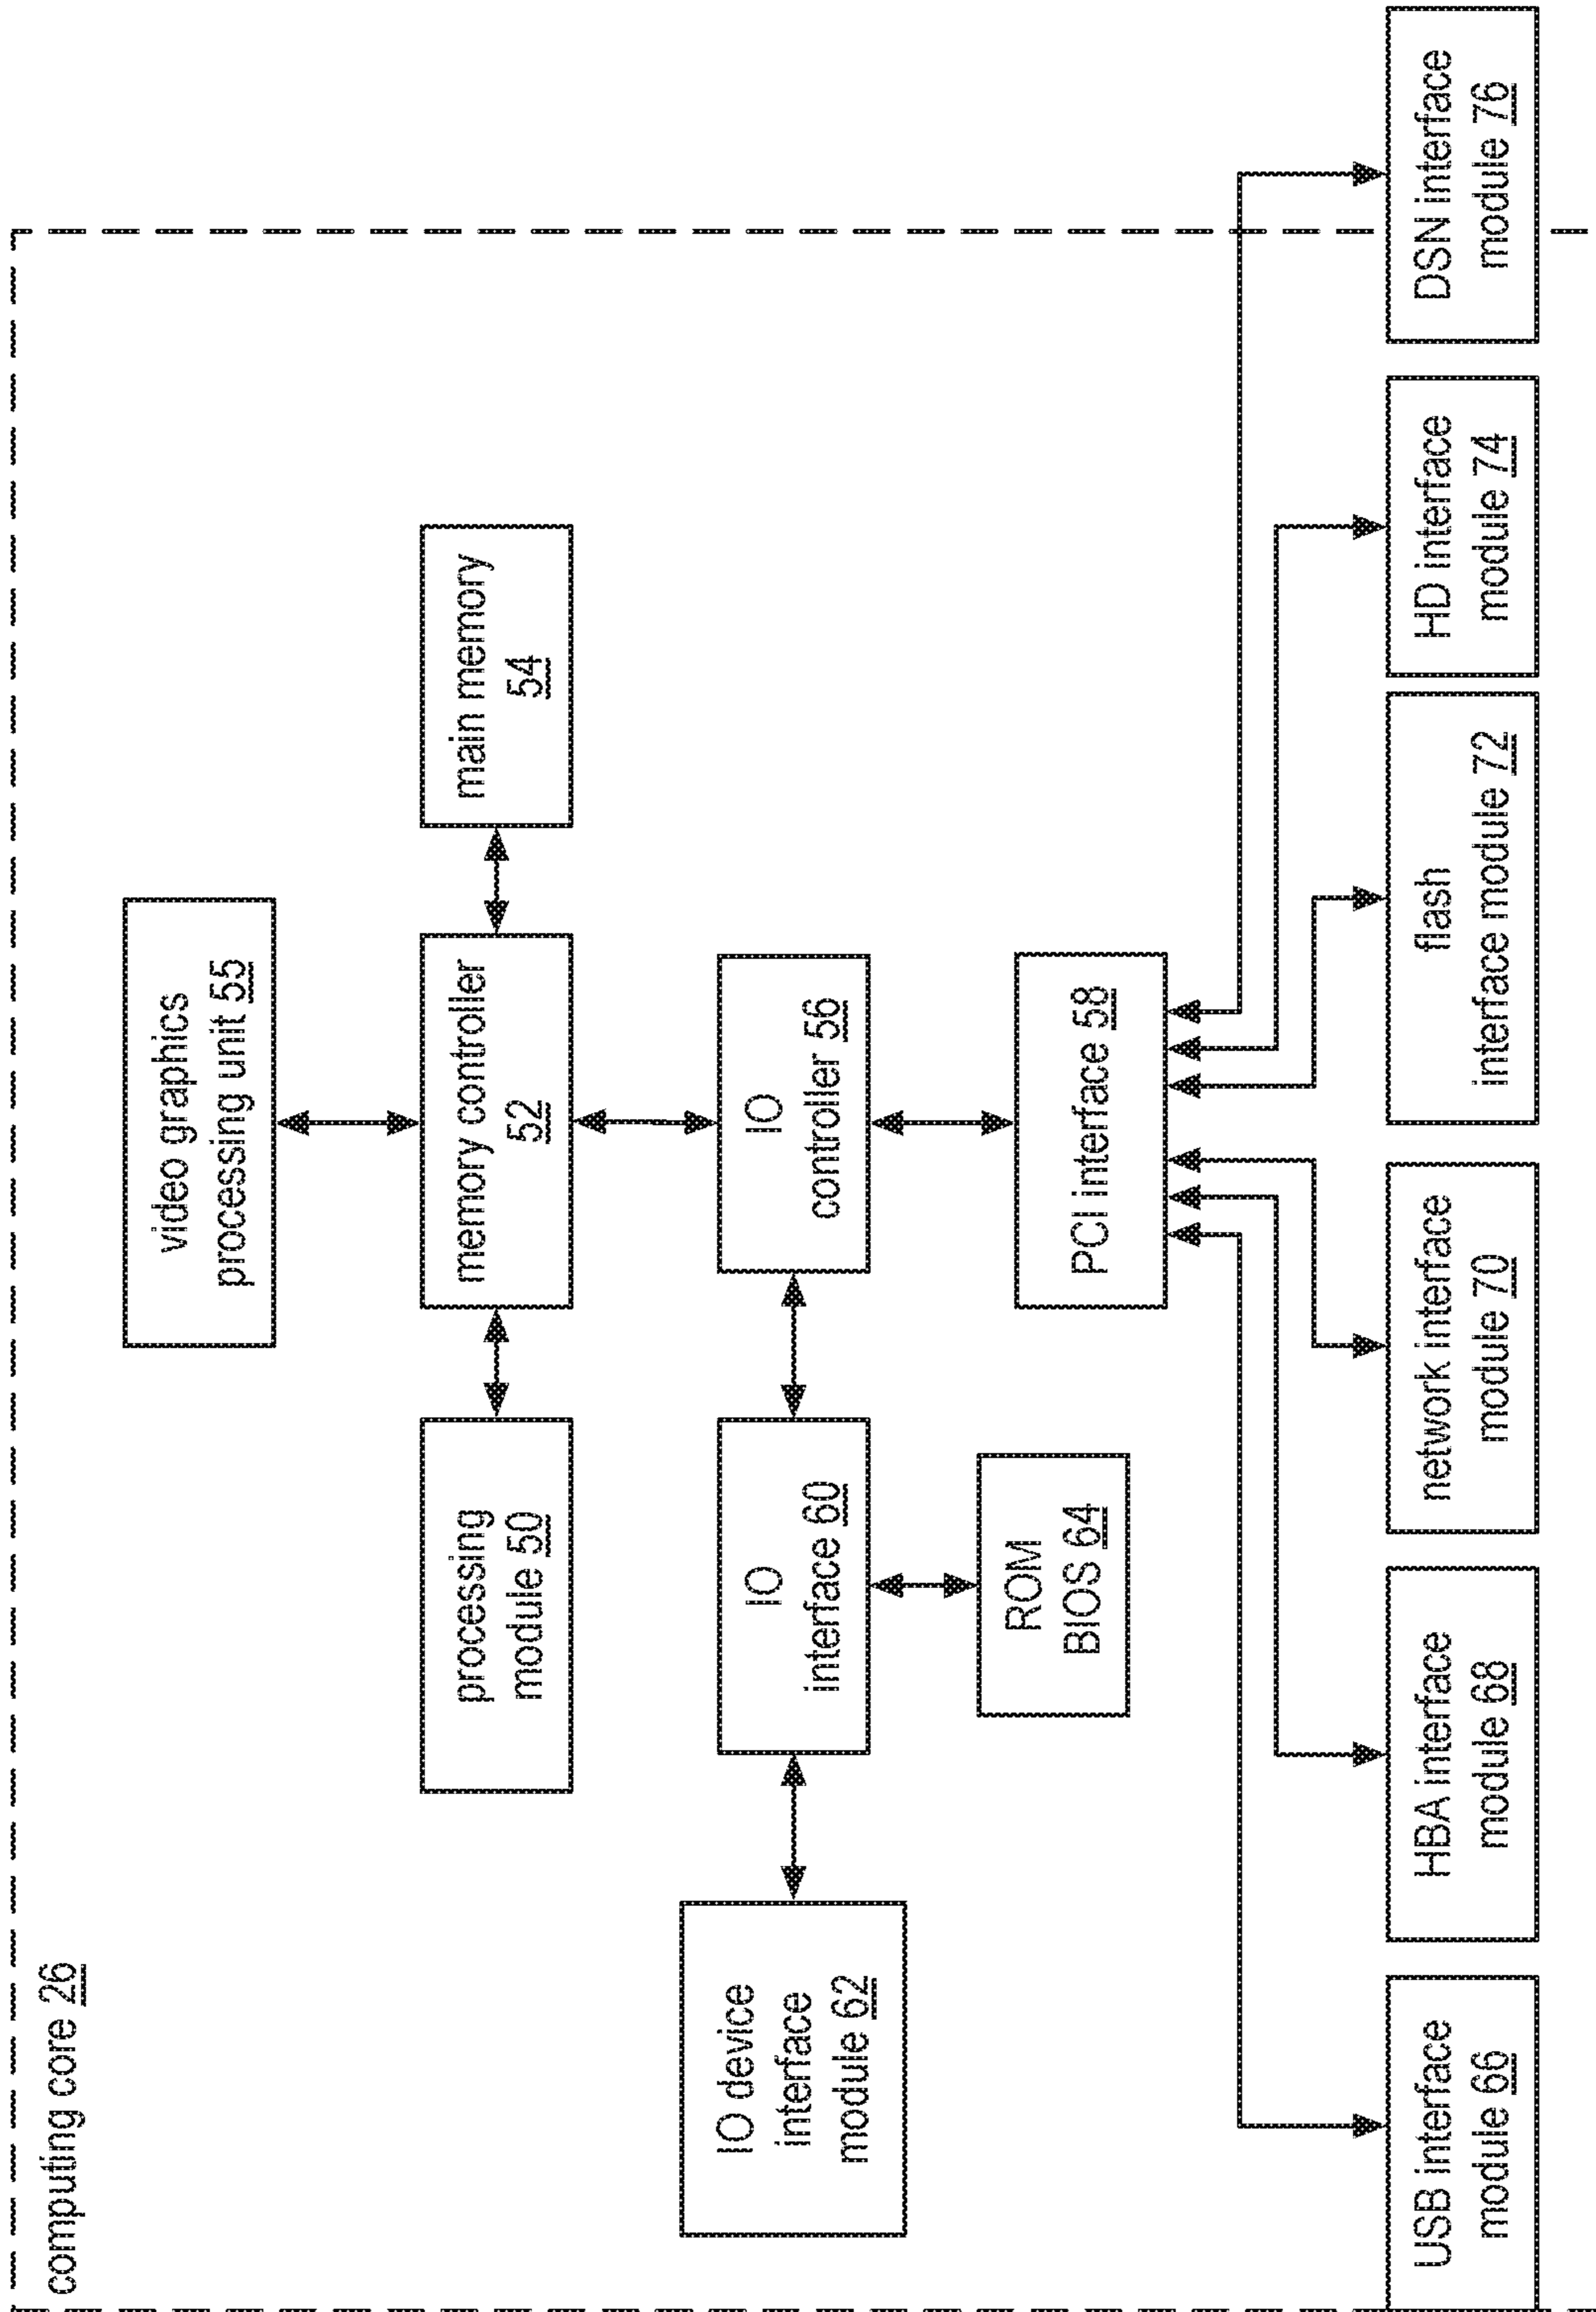 computing core 26
video graphics
processing unit 55
processing
module 50
memory controller
52
main memory
54
IO device
interface
module 62
IO
interface 60
IO
controller 56
ROM
BIOS 64
PCI interface 58
USB interface
module 66
HBA interface
module 68
network interface
module 70
flash
interface module 72
HD interface
module 74
DSN interface
module 76